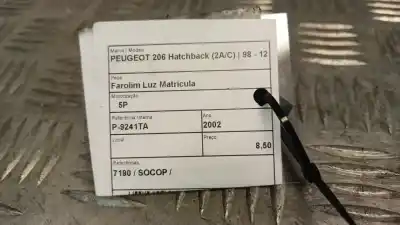 Marca / Modelo
PEUGEOT 206 Hatchback (2A/C) | 98 - 12
Peça
Farolim Luz Matricula
Motorização
5P
Referência Interna Ano
P-9241TA 2002
Local Preço
8,50
Referências
7190 / SOCOP /